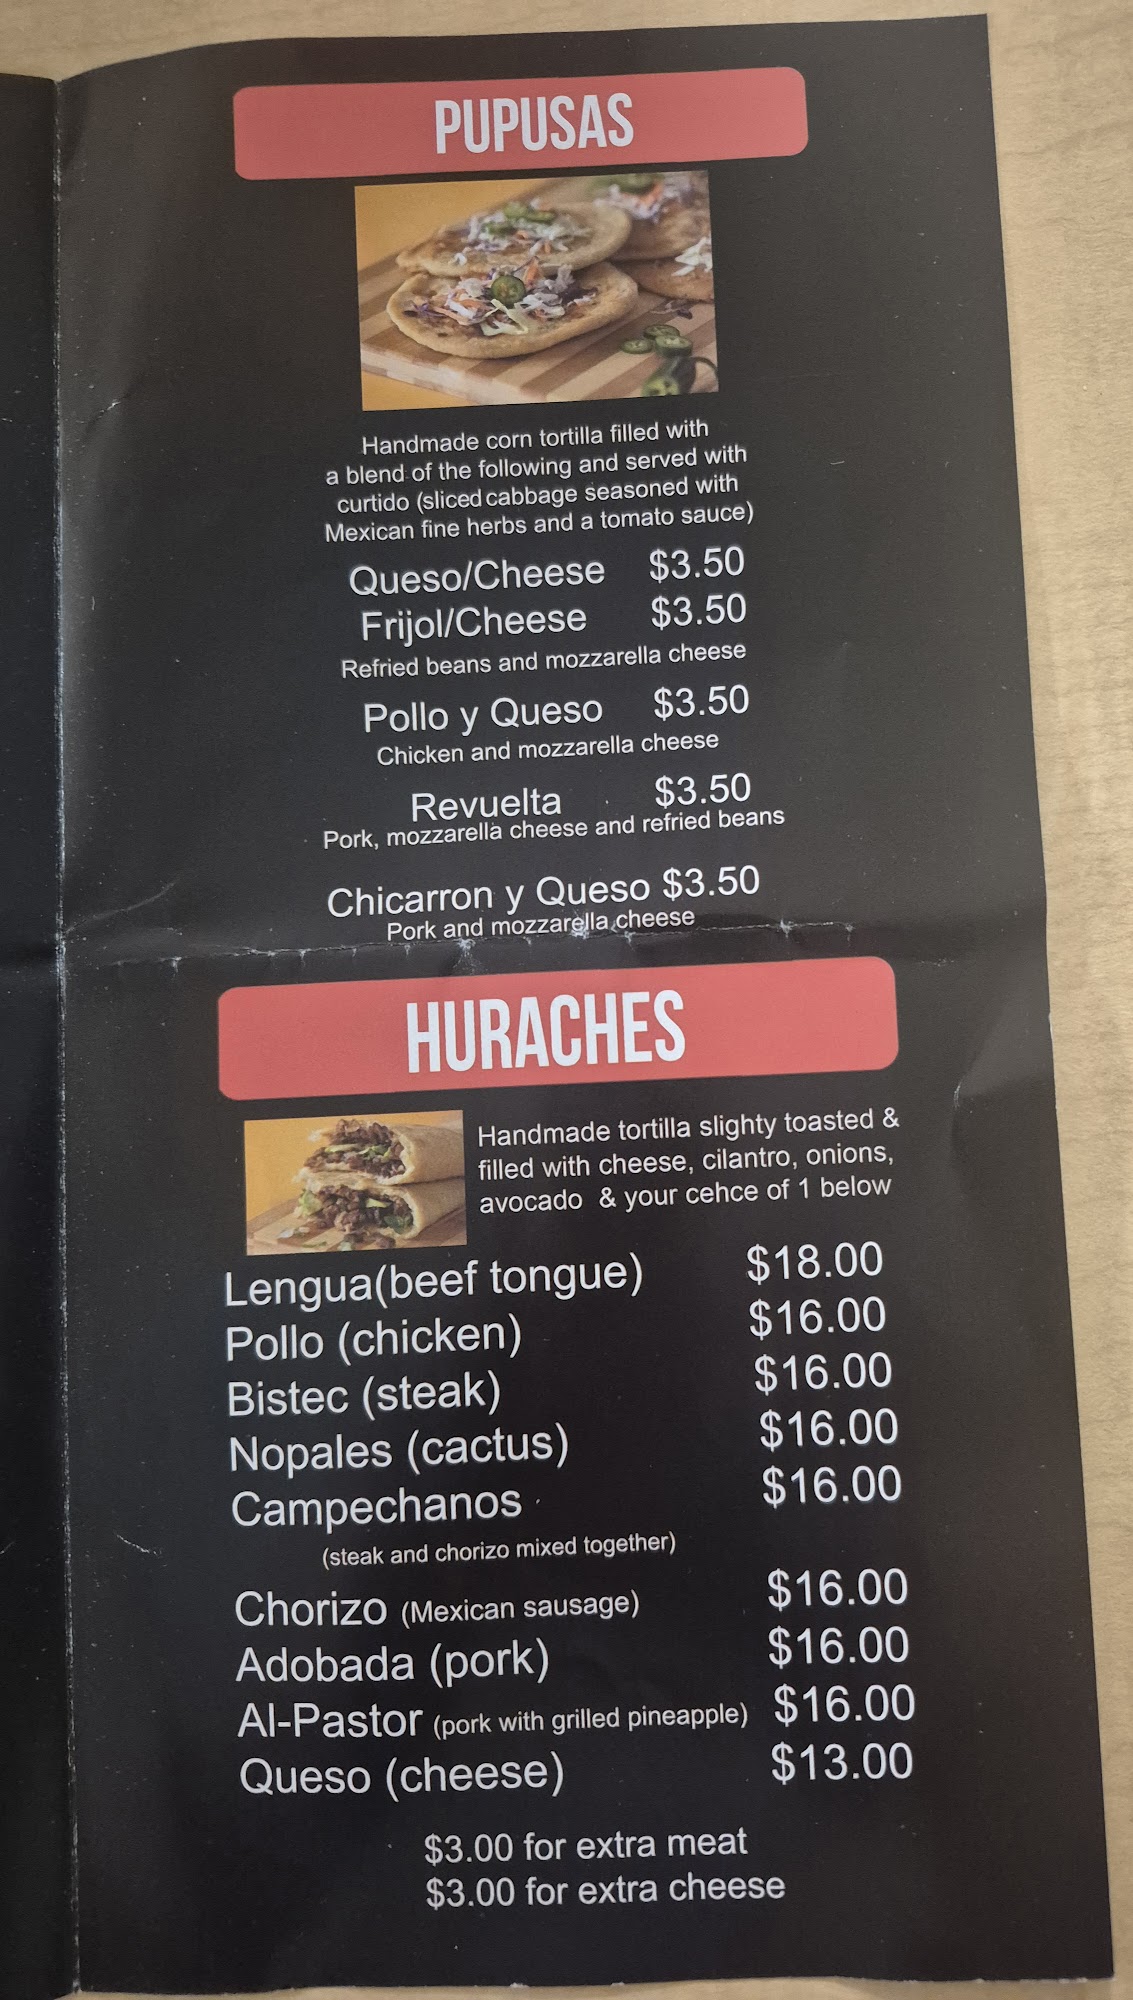 PUPUSAS
Handmade corn tortilla filled with
a blend of the following and served with
curtido (sliced cabbage seasoned with
Mexican fine herbs and a tomato sauce)
Queso/Cheese $3.50
Frijol/Cheese $3.50
Refried beans and mozzarella cheese
Pollo y Queso $3.50
Chicken and mozzarella cheese
Revuelta $3.50
Pork, mozzarella cheese and refried beans
Chicarron y Queso $3.50
Pork and mozzarella cheese
HURACHES
Handmade tortilla slighty toasted &
filled with cheese, cilantro, onions,
avocado & your cehce of 1 below
Lengua(beef tongue) $18.00
Pollo (chicken) $16.00
Bistec (steak) $16.00
Nopales (cactus) $16.00
Campechanos $16.00
(steak and chorizo mixed together)
Chorizo (Mexican sausage) $16.00
Adobada (pork) $16.00
Al-Pastor (pork with grilled pineapple) $16.00
Queso (cheese) $13.00
$3.00 for extra meat
$3.00 for extra cheese